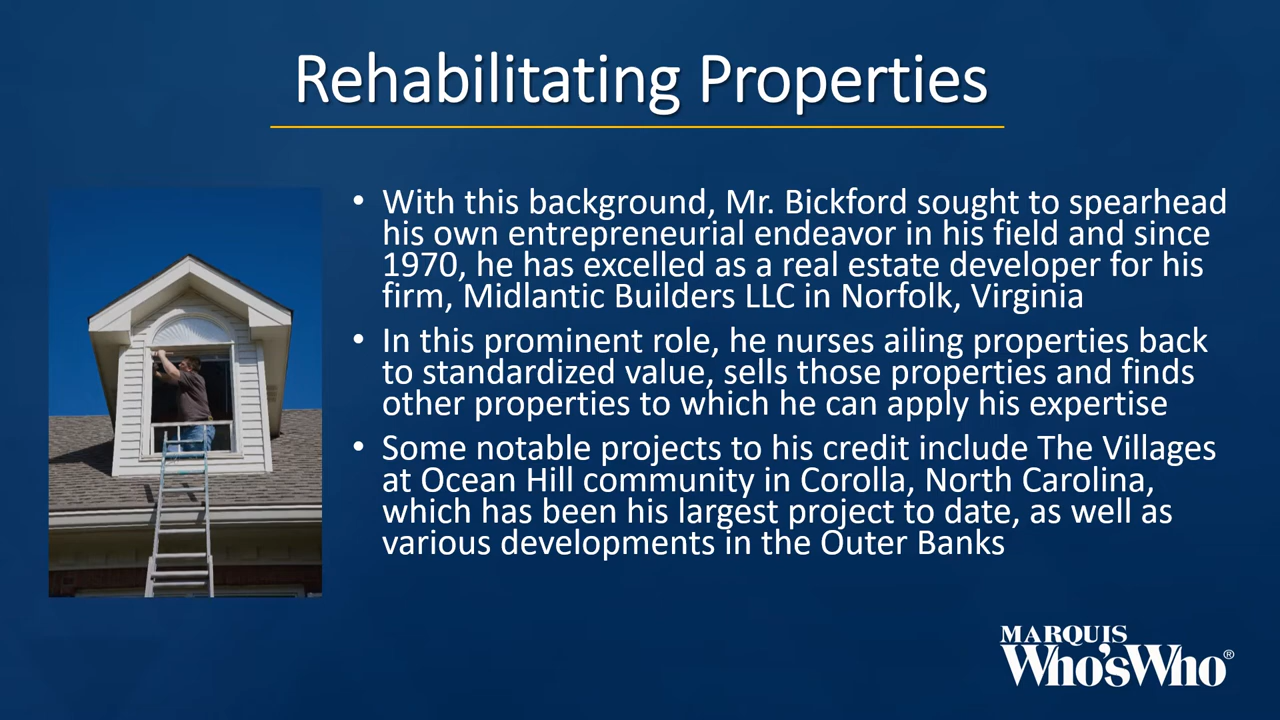 Rehabilitating Properties
• With this background, Mr. Bickford sought to spearhead
his own entrepreneurial endeavor in his field and since
1970, he has excelled as a real estate developer for his
firm, Midlantic Builders LLC in Norfolk, Virginia
• In this prominent role, he nurses ailing properties back
to standardized value, sells those properties and finds
other properties to which he can apply his expertise
• Some notable projects to his credit include The Villages
at Ocean Hill community in Corolla, North Carolina,
which has been his largest project to date, as well as
various developments in the Outer Banks
MARQUIS
Who'sWho®